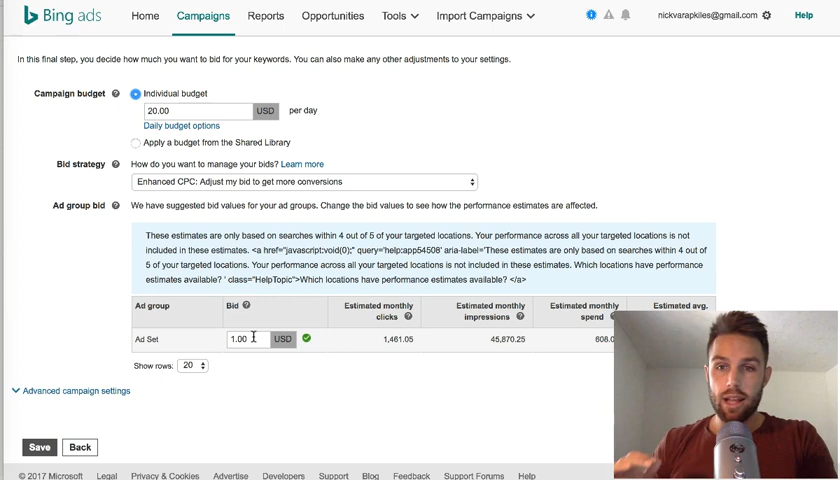 Bing ads
Home Campaigns Reports Opportunities Tools Import Campaigns nickvarapkiles@gmail.com Help
In this final step, you decide how much you want to bid for your keywords. You can also make any other adjustments to your settings.
Campaign budget Individual budget
20.00 USD per day
Daily budget options
Apply a budget from the Shared Library
Bid strategy How do you want to manage your bids? Learn more
Enhanced CPC: Adjust my bid to get more conversions
Ad group bid We have suggested bid values for your ad groups. Change the bid values to see how the performance estimates are affected.
These estimates are only based on searches within 4 out of 5 of your targeted locations. Your performance across all your targeted locations is not
included in these estimates. <a href="javascript:void(0);" query='help:app54508' aria-label='These estimates are only based on searches within 4 out of
5 of your targeted locations. Your performance across all your targeted locations is not included in these estimates. Which locations have performance
estimates available? ' class="HelpTopic">Which locations have performance estimates available? </a>
Ad group Bid Estimated monthly clicks Estimated monthly impressions Estimated monthly spend Estimated avg.
Ad Set 1.00 USD 1,461.05 45,870.25 608.0
Show rows: 20
Advanced campaign settings
Save Back
© 2017 Microsoft Legal Privacy & Cookies Advertise Developers Support Blog Feedback Support Forums Help